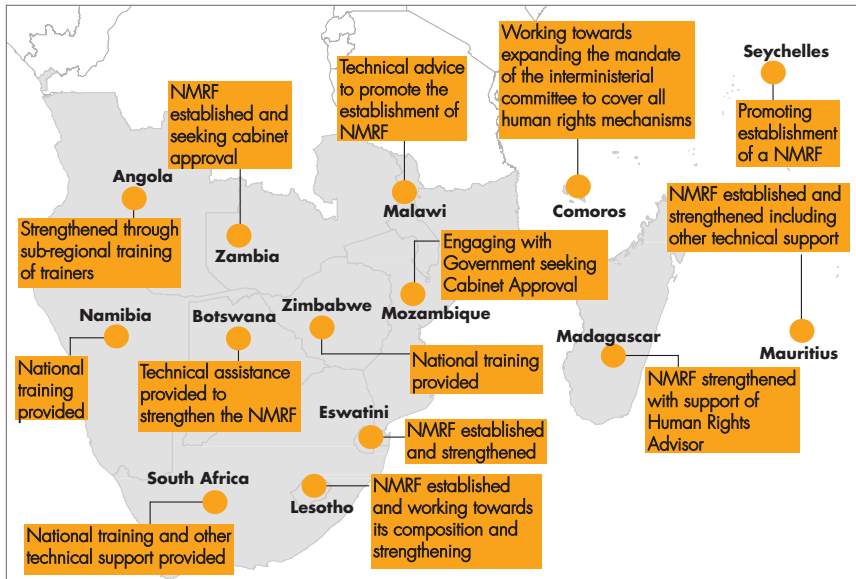 Working towards
expanding the mandate
of the interministerial
committee to cover all
human rights mechanisms
Seychelles
Promoting
establishment
of a NMRF
Technical advice
to promote the
establishment of
NMRF
NMRF
established and
seeking cabinet
approval
Angola
Strengthened through
sub-regional training
of trainers
Zambia
Malawi
Comoros
NMRF established and
strengthened including
other technical support
Engaging with
Government seeking
Cabinet Approval
Mozambique
Namibia
National
training
provided
Botswana
Technical assistance
provided to
strengthen the NMRF
Zimbabwe
National training
provided
Madagascar
NMRF strengthened
with support of
Human Rights
Advisor
Mauritius
Eswatini
NMRF established
and strengthened
South Africa
National training and other
technical support provided
Lesotho
NMRF established
and working towards
its composition and
strengthening